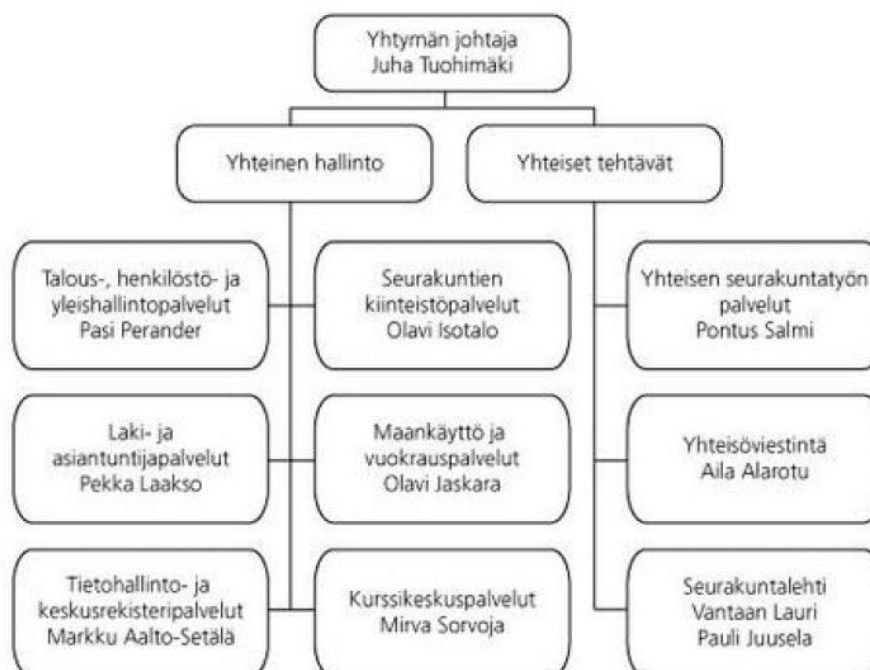 Yhtymän johtaja
Juha Tuohimäki
Yhteinen hallinto
Yhteiset tehtävät
Talous-, henkilöstö- ja
yleishallintopalvelut
Pasi Perander
Seurakuntien
kiinteistöpalvelut
Olavi Isotalo
Yhteisen seurakuntatyön
palvelut
Pontus Salmi
Laki- ja
asiantuntijapalvelut
Pekka Laakso
Maankäyttö ja
vuokrauspalvelut
Olavi Jaskara
Yhteisöviestintä
Aila Alarotu
Tietohallinto- ja
keskusrekisteripalvelut
Markku Aalto-Setälä
Kurssikeskuspalvelut
Mirva Sorvoja
Seurakuntalehti
Vantaan Lauri
Pauli Juusela